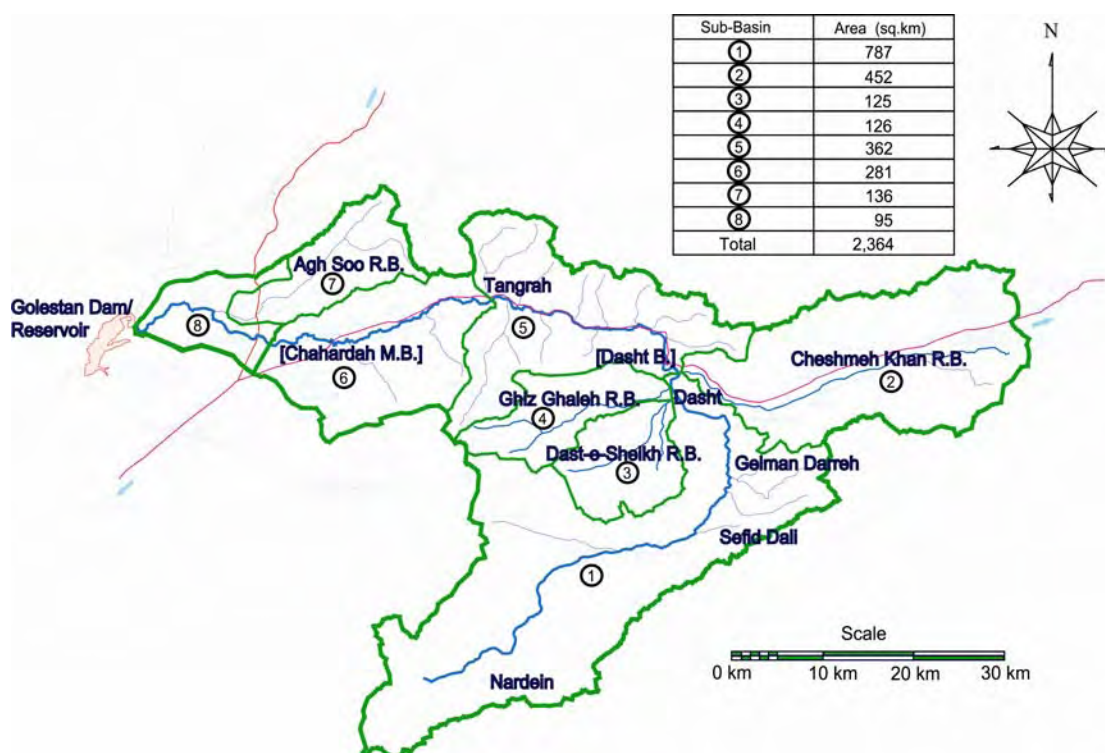 Sub-Basin Area (sq.km)
1 787
2 452
3 125
4 126
5 362
6 281
7 136
8 95
Total 2,364
N
Agh Soo R.B.
7
Tangrah
Golestan Dam/
Reservoir
8
5
[Chahardah M.B.]
6
[Dasht B.]
Cheshmeh Khan R.B.
2
Ghiz Ghaleh R.B.
4
Dasht
Dast-e-Sheikh R.B.
3
Gelman Darreh
Sefid Dali
1
Nardein
Scale
0 km 10 km 20 km 30 km